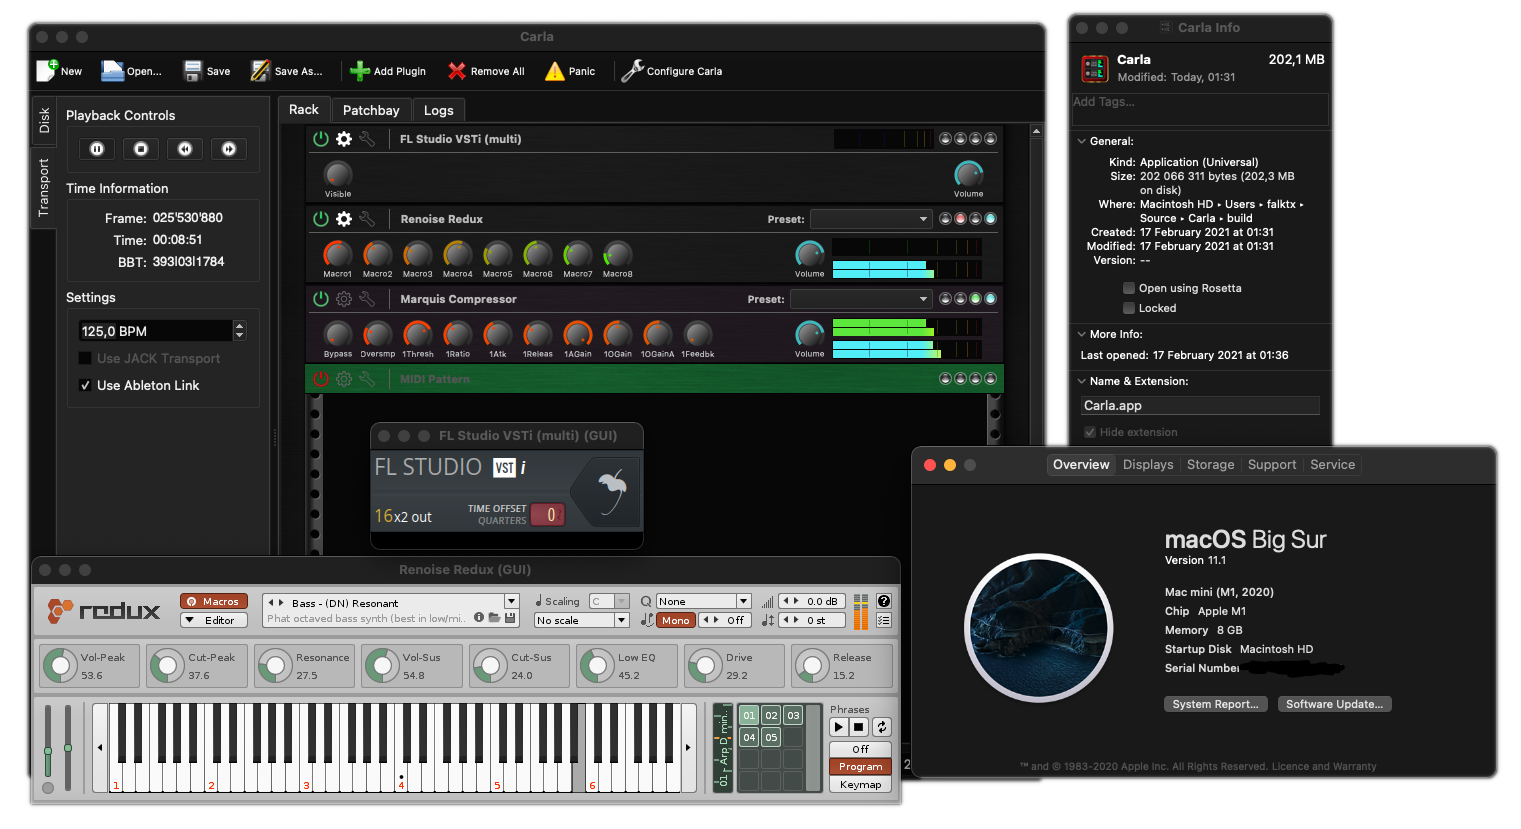 Carla
New
Open...
Save
Save As...
Add Plugin
Remove All
Panic
Configure Carla
Disk
Transport
Playback Controls
Time Information
Frame: 025'530'880
Time: 00:08:51
BBT: 393|03|1784
Settings
125,0 BPM
Use JACK Transport
Use Ableton Link
Rack
Patchbay
Logs
FL Studio VSTi (multi)
Visible
Volume
Renoise Redux
Preset:
Macro1 Macro2 Macro3 Macro4 Macro5 Macro6 Macro7 Macro8
Volume
Marquis Compressor
Preset:
Bypass Oversmp 1Thresh 1Ratio 1Atk 1Releas 1AGain 1OGain 1OGainA 1Feedbk
Volume
MIDI Pattern
FL Studio VSTi (multi) (GUI)
FL STUDIO VST i
16x2 out
TIME OFFSET
QUARTERS
0
Renoise Redux (GUI)
redux
Macros
Editor
Bass - (DN) Resonant
Phat octaved bass synth (best in low/mi..
Scaling
C
No scale
None
Mono
Off
0.0 dB
0 st
Vol-Peak
53.6
Cut-Peak
37.6
Resonance
27.5
Vol-Sus
54.8
Cut-Sus
24.0
Low EQ
45.2
Drive
29.2
Release
15.2
1 2 3 4 5 6
01 - Arp D min..
01 02 03
04 05
Phrases
Off
Program
Keymap
2
Carla Info
Carla
202,1 MB
Modified: Today, 01:31
Add Tags...
General:
Kind: Application (Universal)
Size: 202 066 311 bytes (202,3 MB
on disk)
Where: Macintosh HD ▸ Users ▸ falktx ▸
Source ▸ Carla ▸ build
Created: 17 February 2021 at 01:31
Modified: 17 February 2021 at 01:31
Version: --
Open using Rosetta
Locked
More Info:
Last opened: 17 February 2021 at 01:36
Name & Extension:
Carla.app
Hide extension
Overview
Displays
Storage
Support
Service
macOS Big Sur
Version 11.1
Mac mini (M1, 2020)
Chip Apple M1
Memory 8 GB
Startup Disk Macintosh HD
Serial Number
System Report...
Software Update...
™ and © 1983-2020 Apple Inc. All Rights Reserved. Licence and Warranty